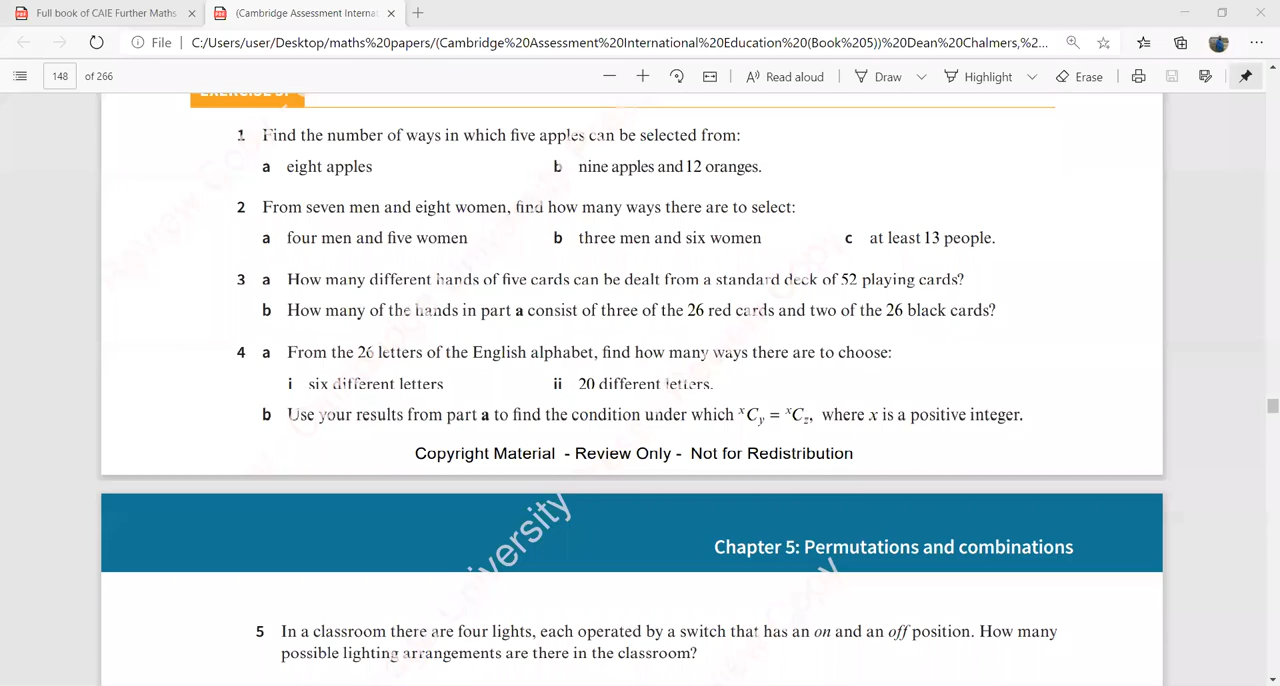 Full book of CAIE Further Maths
(Cambridge Assessment Interna
File
C:/Users/user/Desktop/maths%20papers/(Cambridge%20Assessment%20International%20Education%20(Book%205))%20Dean%20Chalmers,%2...
148 of 266
Read aloud
Draw
Highlight
Erase
1 Find the number of ways in which five apples can be selected from:
a eight apples b nine apples and 12 oranges.
2 From seven men and eight women, find how many ways there are to select:
a four men and five women b three men and six women c at least 13 people.
3 a How many different hands of five cards can be dealt from a standard deck of 52 playing cards?
b How many of the hands in part a consist of three of the 26 red cards and two of the 26 black cards?
4 a From the 26 letters of the English alphabet, find how many ways there are to choose:
i six different letters ii 20 different letters.
b Use your results from part a to find the condition under which ˣCᵧ = ˣC_z, where x is a positive integer.
Copyright Material - Review Only - Not for Redistribution
Chapter 5: Permutations and combinations
5 In a classroom there are four lights, each operated by a switch that has an on and an off position. How many
possible lighting arrangements are there in the classroom?